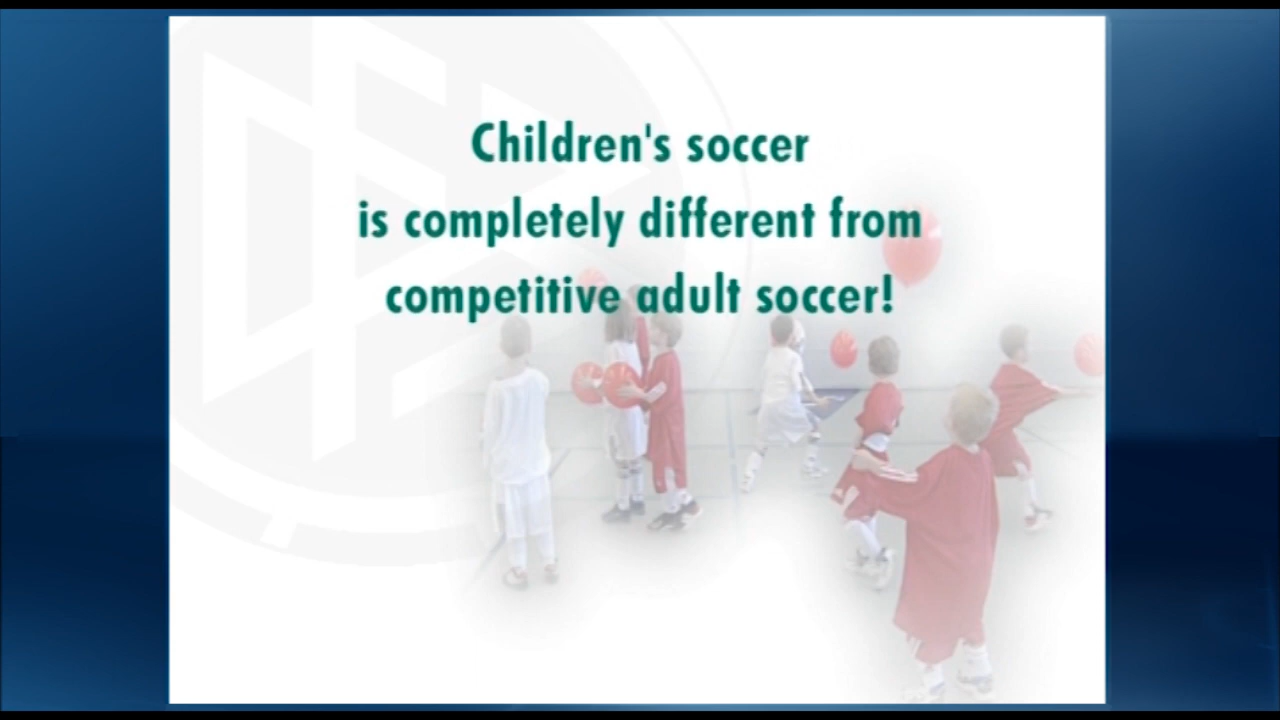 Children's soccer
is completely different from
competitive adult soccer!